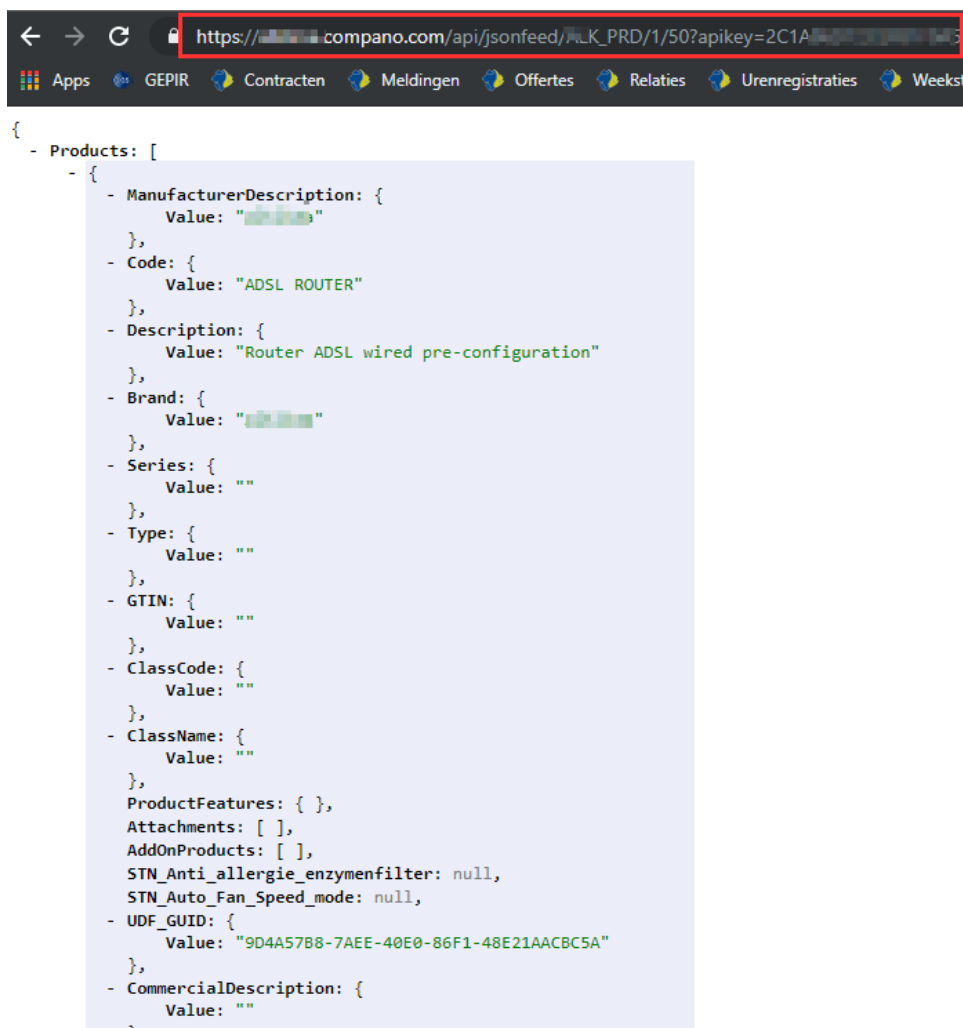 https:// compano.com/api/jsonfeed/ LK_PRD/1/50?apikey=2C1A
Apps GEPIR Contracten Meldingen Offertes Relaties Urenregistraties Weekst
{
- Products: [
- {
- ManufacturerDescription: {
Value: " "
},
- Code: {
Value: "ADSL ROUTER"
},
- Description: {
Value: "Router ADSL wired pre-configuration"
},
- Brand: {
Value: " "
},
- Series: {
Value: ""
},
- Type: {
Value: ""
},
- GTIN: {
Value: ""
},
- ClassCode: {
Value: ""
},
- ClassName: {
Value: ""
},
ProductFeatures: { },
Attachments: [ ],
AddOnProducts: [ ],
STN_Anti_allergie_enzymenfilter: null,
STN_Auto_Fan_Speed_mode: null,
- UDF_GUID: {
Value: "9D4A57B8-7AEE-40E0-86F1-48E21AACBC5A"
},
- CommercialDescription: {
Value: ""